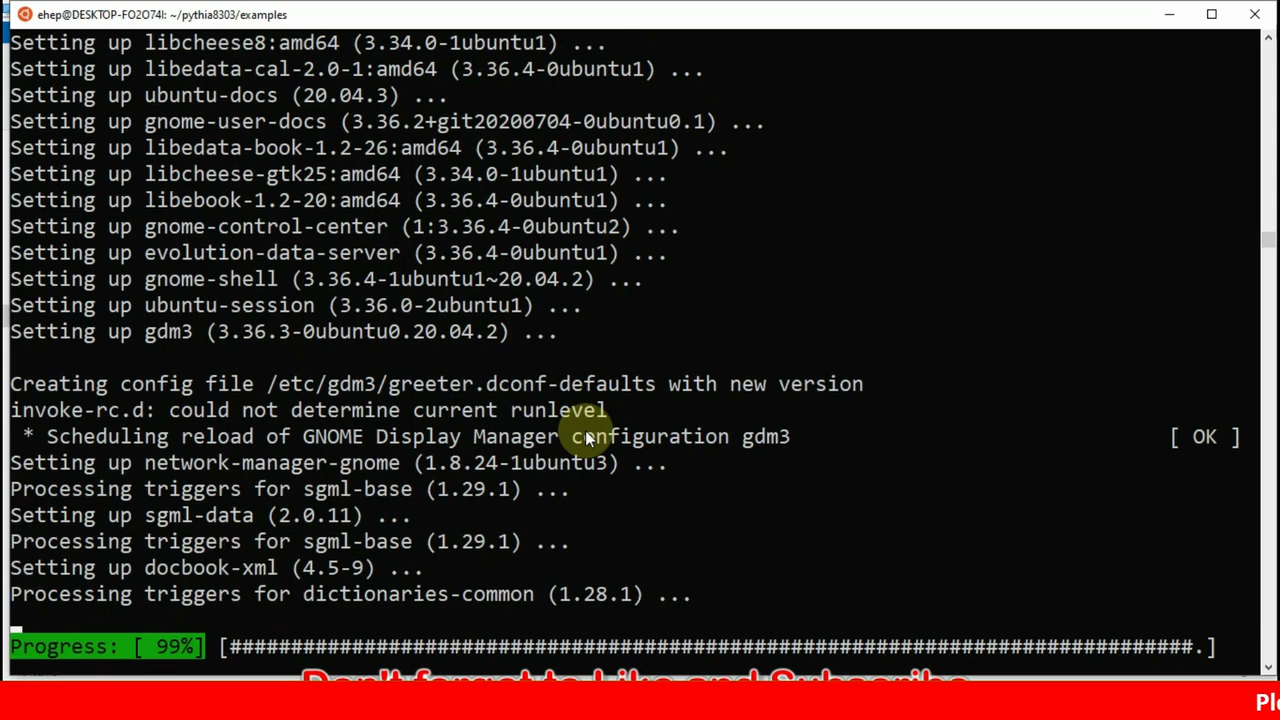 ehep@DESKTOP-FO2O74I: ~/pythia8303/examples
Setting up libcheese8:amd64 (3.34.0-1ubuntu1) ...
Setting up libedata-cal-2.0-1:amd64 (3.36.4-0ubuntu1) ...
Setting up ubuntu-docs (20.04.3) ...
Setting up gnome-user-docs (3.36.2+git20200704-0ubuntu0.1) ...
Setting up libedata-book-1.2-26:amd64 (3.36.4-0ubuntu1) ...
Setting up libcheese-gtk25:amd64 (3.34.0-1ubuntu1) ...
Setting up libebook-1.2-20:amd64 (3.36.4-0ubuntu1) ...
Setting up gnome-control-center (1:3.36.4-0ubuntu2) ...
Setting up evolution-data-server (3.36.4-0ubuntu1) ...
Setting up gnome-shell (3.36.4-1ubuntu1~20.04.2) ...
Setting up ubuntu-session (3.36.0-2ubuntu1) ...
Setting up gdm3 (3.36.3-0ubuntu0.20.04.2) ...
Creating config file /etc/gdm3/greeter.dconf-defaults with new version
invoke-rc.d: could not determine current runlevel
* Scheduling reload of GNOME Display Manager configuration gdm3 [ OK ]
Setting up network-manager-gnome (1.8.24-1ubuntu3) ...
Processing triggers for sgml-base (1.29.1) ...
Setting up sgml-data (2.0.11) ...
Processing triggers for sgml-base (1.29.1) ...
Setting up docbook-xml (4.5-9) ...
Processing triggers for dictionaries-common (1.28.1) ...
Progress: [ 99%] [###############################################################################.]
Don't forget to Like and Subscribe